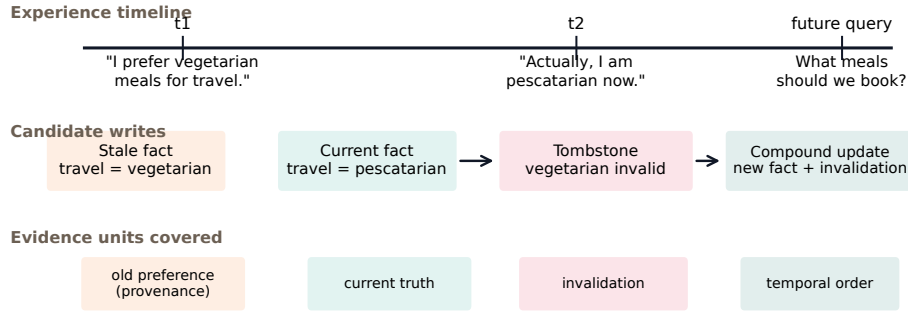 Experience timeline
t1
t2
future query
"I prefer vegetarian
meals for travel."
"Actually, I am
pescatarian now."
What meals
should we book?
Candidate writes
Stale fact
travel = vegetarian
Current fact
travel = pescatarian
Tombstone
vegetarian invalid
Compound update
new fact + invalidation
Evidence units covered
old preference
(provenance)
current truth
invalidation
temporal order